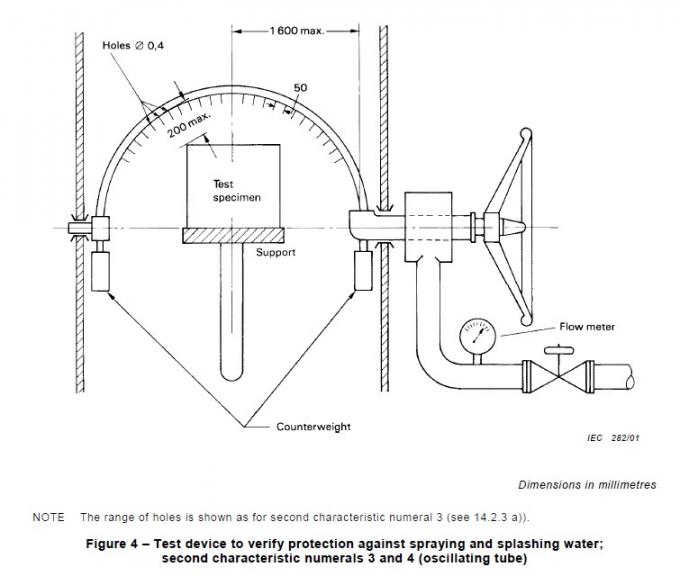 1 600 max.
Holes Ø 0,4
50
200 max.
Test
specimen
Support
Flow meter
Counterweight
IEC 282/01
Dimensions in millimetres
NOTE The range of holes is shown as for second characteristic numeral 3 (see 14.2.3 a)).
Figure 4 – Test device to verify protection against spraying and splashing water;
second characteristic numerals 3 and 4 (oscillating tube)